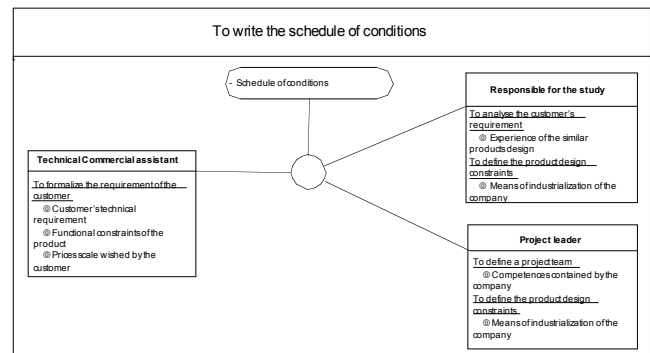 To write the schedule of conditions
- Schedule of conditions
Responsible for the study
To analyse the customer's
requirement
◎ Experience of the similar
products design
To define the product design
constraints
◎ Means of industrialization of the
company
Technical Commercial assistant
To formalize the requirement of the
customer
◎ Customer's technical
requirement
◎ Functional constraints of the
product
◎ Prices scale wished by the
customer
Project leader
To define a project team
◎ Competences contained by the
company
To define the product design
constraints
◎ Means of industrialization of the
company